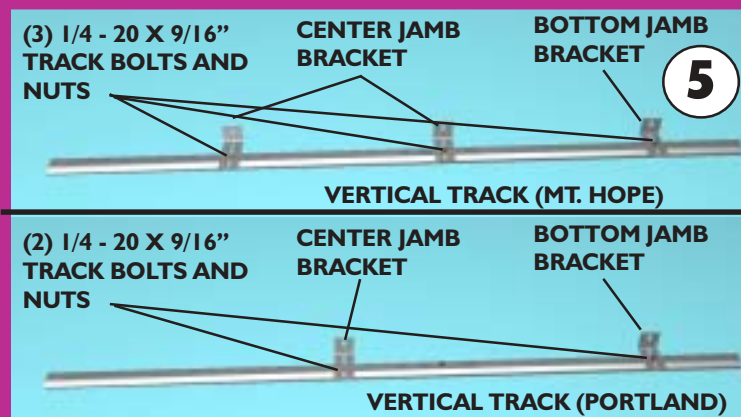 (3) 1/4 - 20 X 9/16”
TRACK BOLTS AND
NUTS
CENTER JAMB
BRACKET
BOTTOM JAMB
BRACKET
5
VERTICAL TRACK (MT. HOPE)
(2) 1/4 - 20 X 9/16”
TRACK BOLTS AND
NUTS
CENTER JAMB
BRACKET
BOTTOM JAMB
BRACKET
VERTICAL TRACK (PORTLAND)